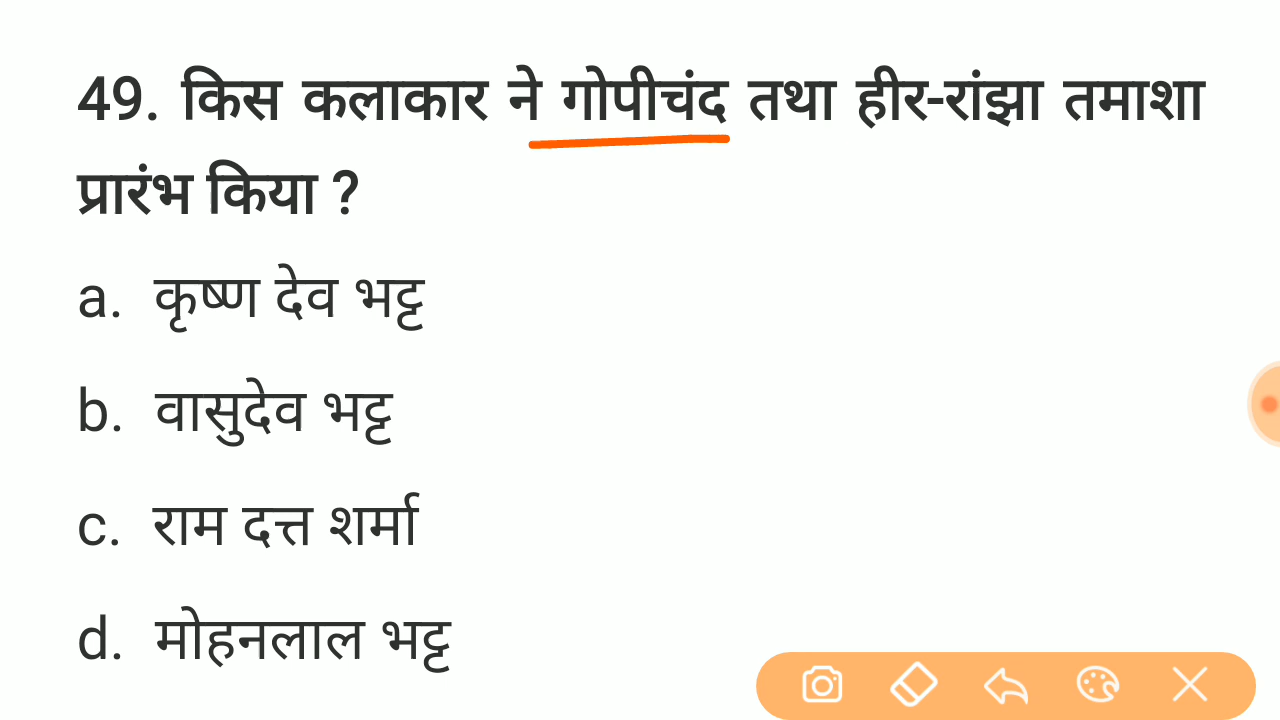 49. किस कलाकार ने गोपीचंद तथा हीर-रांझा तमाशा
प्रारंभ किया ?
a. कृष्ण देव भट्ट
b. वासुदेव भट्ट
c. राम दत्त शर्मा
d. मोहनलाल भट्ट